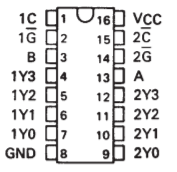 1C 1 16 VCC
1G̅ 2 15 2C̅
B 3 14 2G̅
1Y3 4 13 A
1Y2 5 12 2Y3
1Y1 6 11 2Y2
1Y0 7 10 2Y1
GND 8 9 2Y0